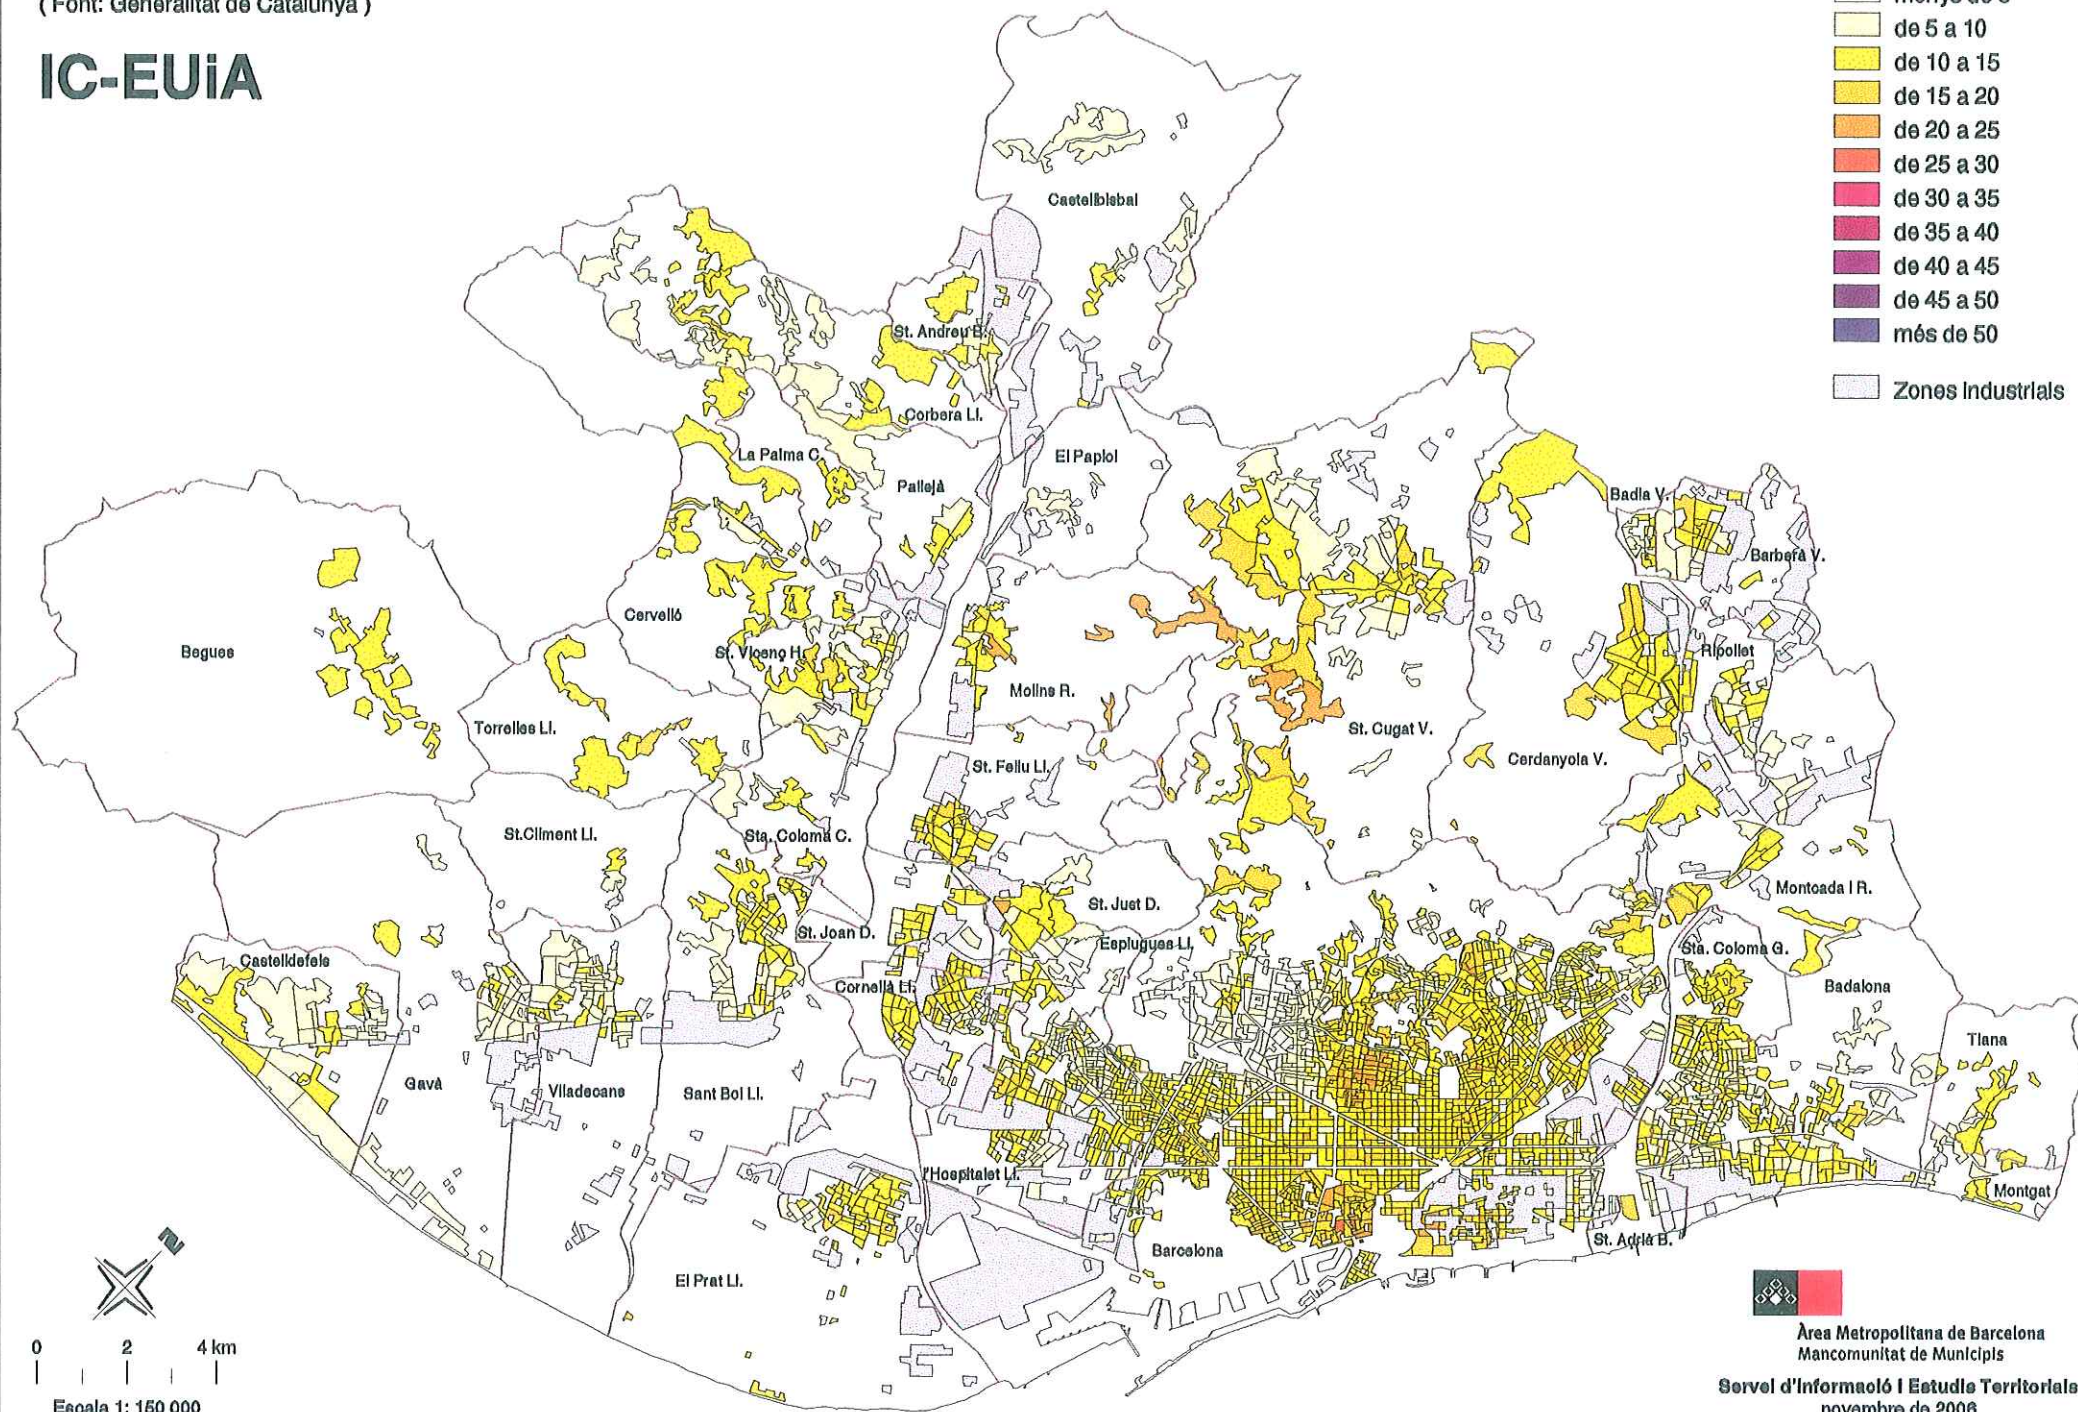 ( Font: Generalitat de Catalunya )
IC-EUiA
de 5 a 10
de 10 a 15
de 15 a 20
de 20 a 25
de 25 a 30
de 30 a 35
de 35 a 40
de 40 a 45
de 45 a 50
més de 50
Zones Industrials
Castellbisbal
St. Andreu B.
Corbera Ll.
La Palma C.
El Papiol
Pallejà
Badia V.
Barberà V.
Cervelló
Begues
St. Vicenç H.
Ripollet
Molins R.
Torrelles Ll.
St. Cugat V.
Cerdanyola V.
St. Feliu Ll.
St.Climent Ll.
Sta. Coloma C.
Montcada I R.
St. Just D.
St. Joan D.
Esplugues Ll.
Sta. Coloma G.
Castelldefels
Cornellà Ll.
Badalona
Tiana
Gavà
Viladecans
Sant Boi Ll.
l'Hospitalet Ll.
Montgat
Barcelona
St. Adrià B.
El Prat Ll.
N
0 2 4 km
Escala 1: 150 000
Àrea Metropolitana de Barcelona
Mancomunitat de Municipis
Servei d'Informació i Estudis Territorials
novembre de 2006